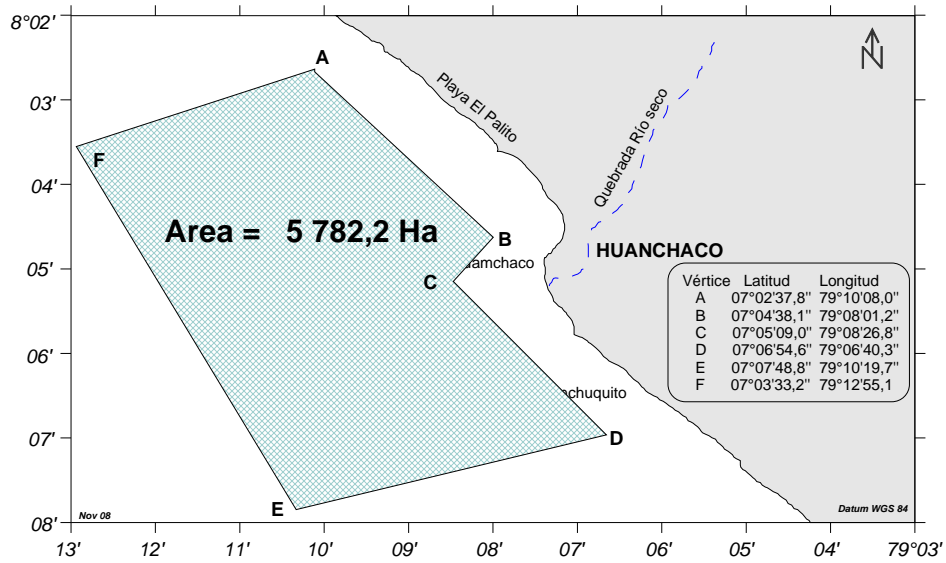 8°02'
A
03'
Playa El Palito
Quebrada Río seco
N
F
04'
Area = 5 782,2 Ha
B
HUANCHACO
05'
C
uamchaco
Vértice Latitud Longitud
A 07°02'37,8" 79°10'08,0"
B 07°04'38,1" 79°08'01,2"
C 07°05'09,0" 79°08'26,8"
D 07°06'54,6" 79°06'40,3"
E 07°07'48,8" 79°10'19,7"
F 07°03'33,2" 79°12'55,1
06'
chuquito
07'
D
E
08'
Nov 08
Datum WGS 84
13' 12' 11' 10' 09' 08' 07' 06' 05' 04' 79°03'